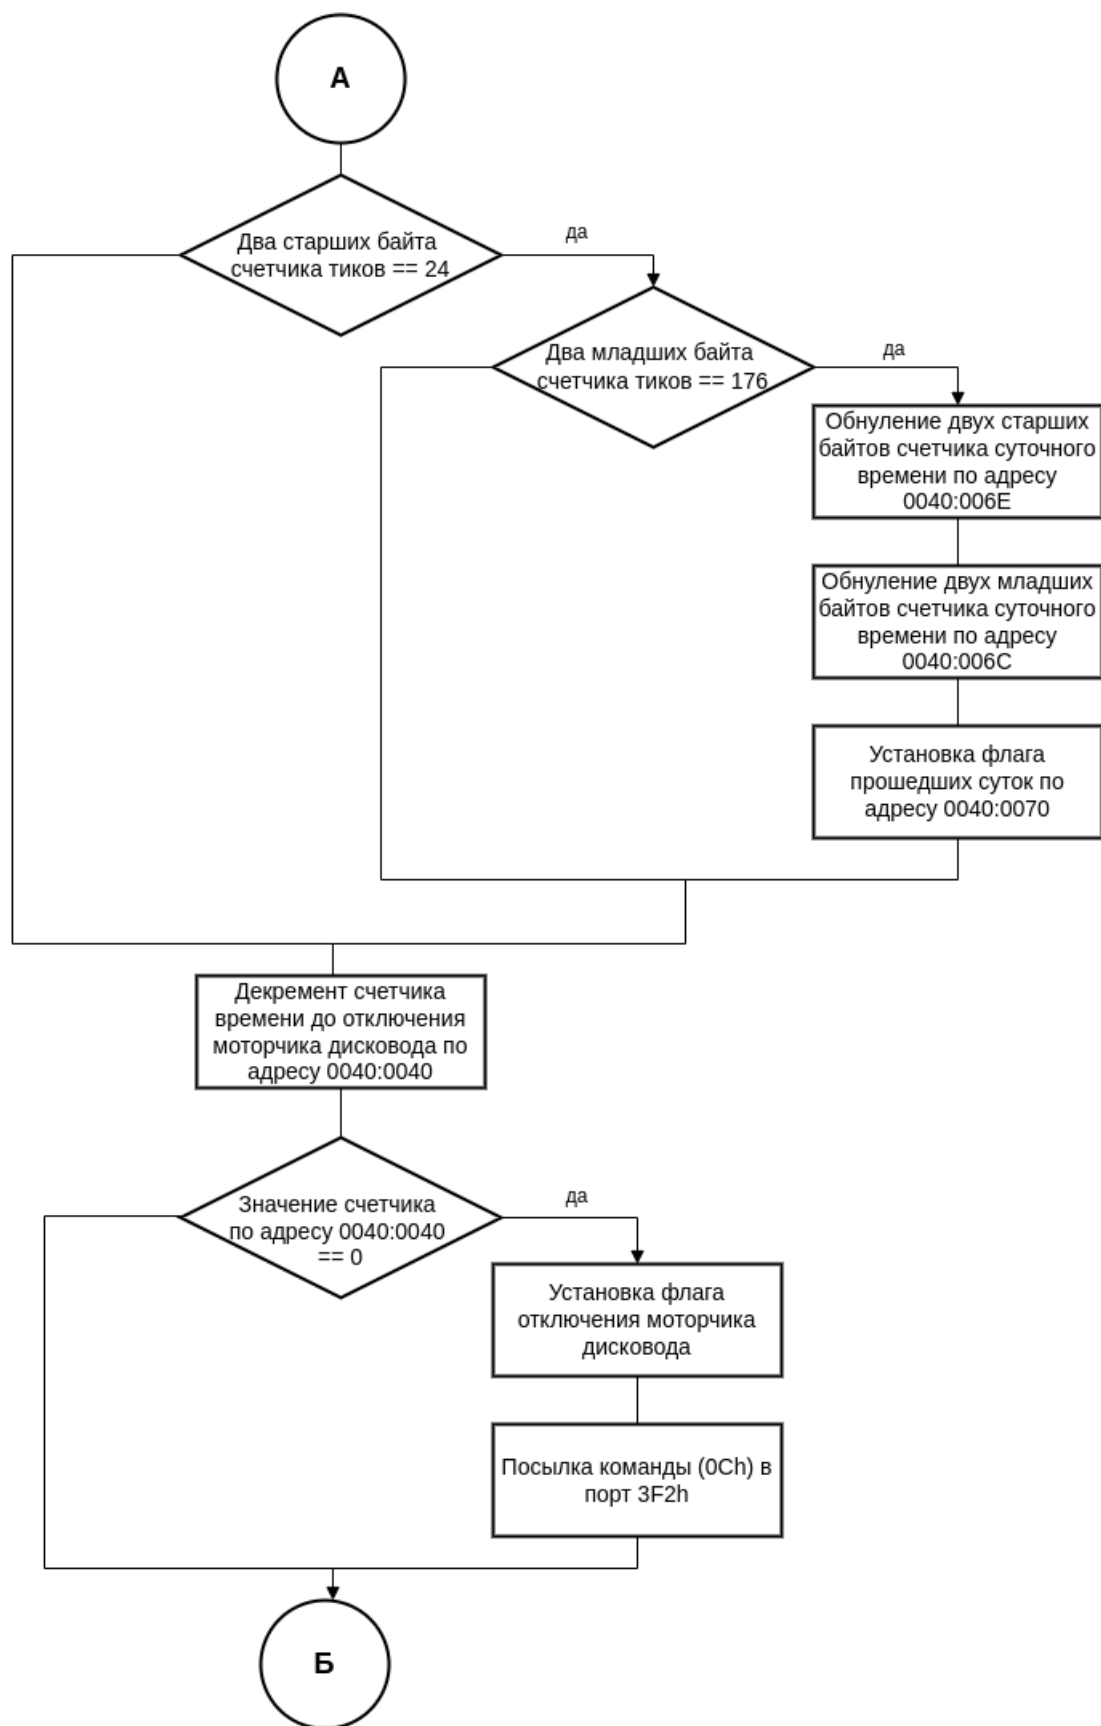 А
Два старших байта
счетчика тиков == 24
да
Два младших байта
счетчика тиков == 176
да
Обнуление двух старших
байтов счетчика суточного
времени по адресу
0040:006E
Обнуление двух младших
байтов счетчика суточного
времени по адресу
0040:006C
Установка флага
прошедших суток по
адресу 0040:0070
Декремент счетчика
времени до отключения
моторчика дисковода по
адресу 0040:0040
Значение счетчика
по адресу 0040:0040
== 0
да
Установка флага
отключения моторчика
дисковода
Посылка команды (0Ch) в
порт 3F2h
Б